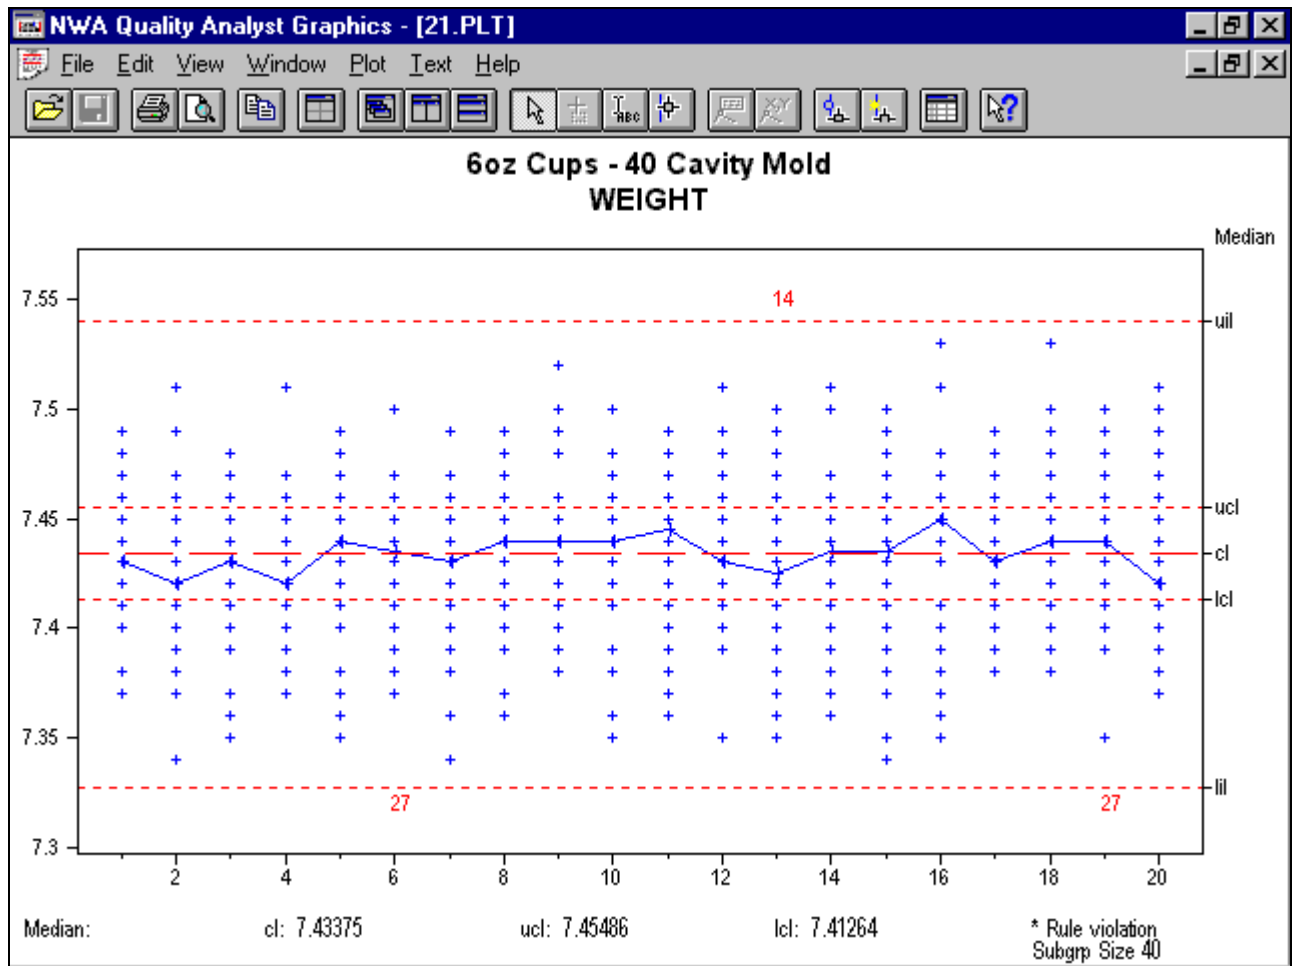 NWA Quality Analyst Graphics - [21.PLT]
File Edit View Window Plot Text Help
ABC X-Y ?
6oz Cups - 40 Cavity Mold
WEIGHT
Median
7.55
14
uil
7.5
7.45
ucl
cl
lcl
7.4
7.35
lil
27 27
7.3
2 4 6 8 10 12 14 16 18 20
Median: cl: 7.43375 ucl: 7.45486 lcl: 7.41264 * Rule violation
Subgrp Size 40